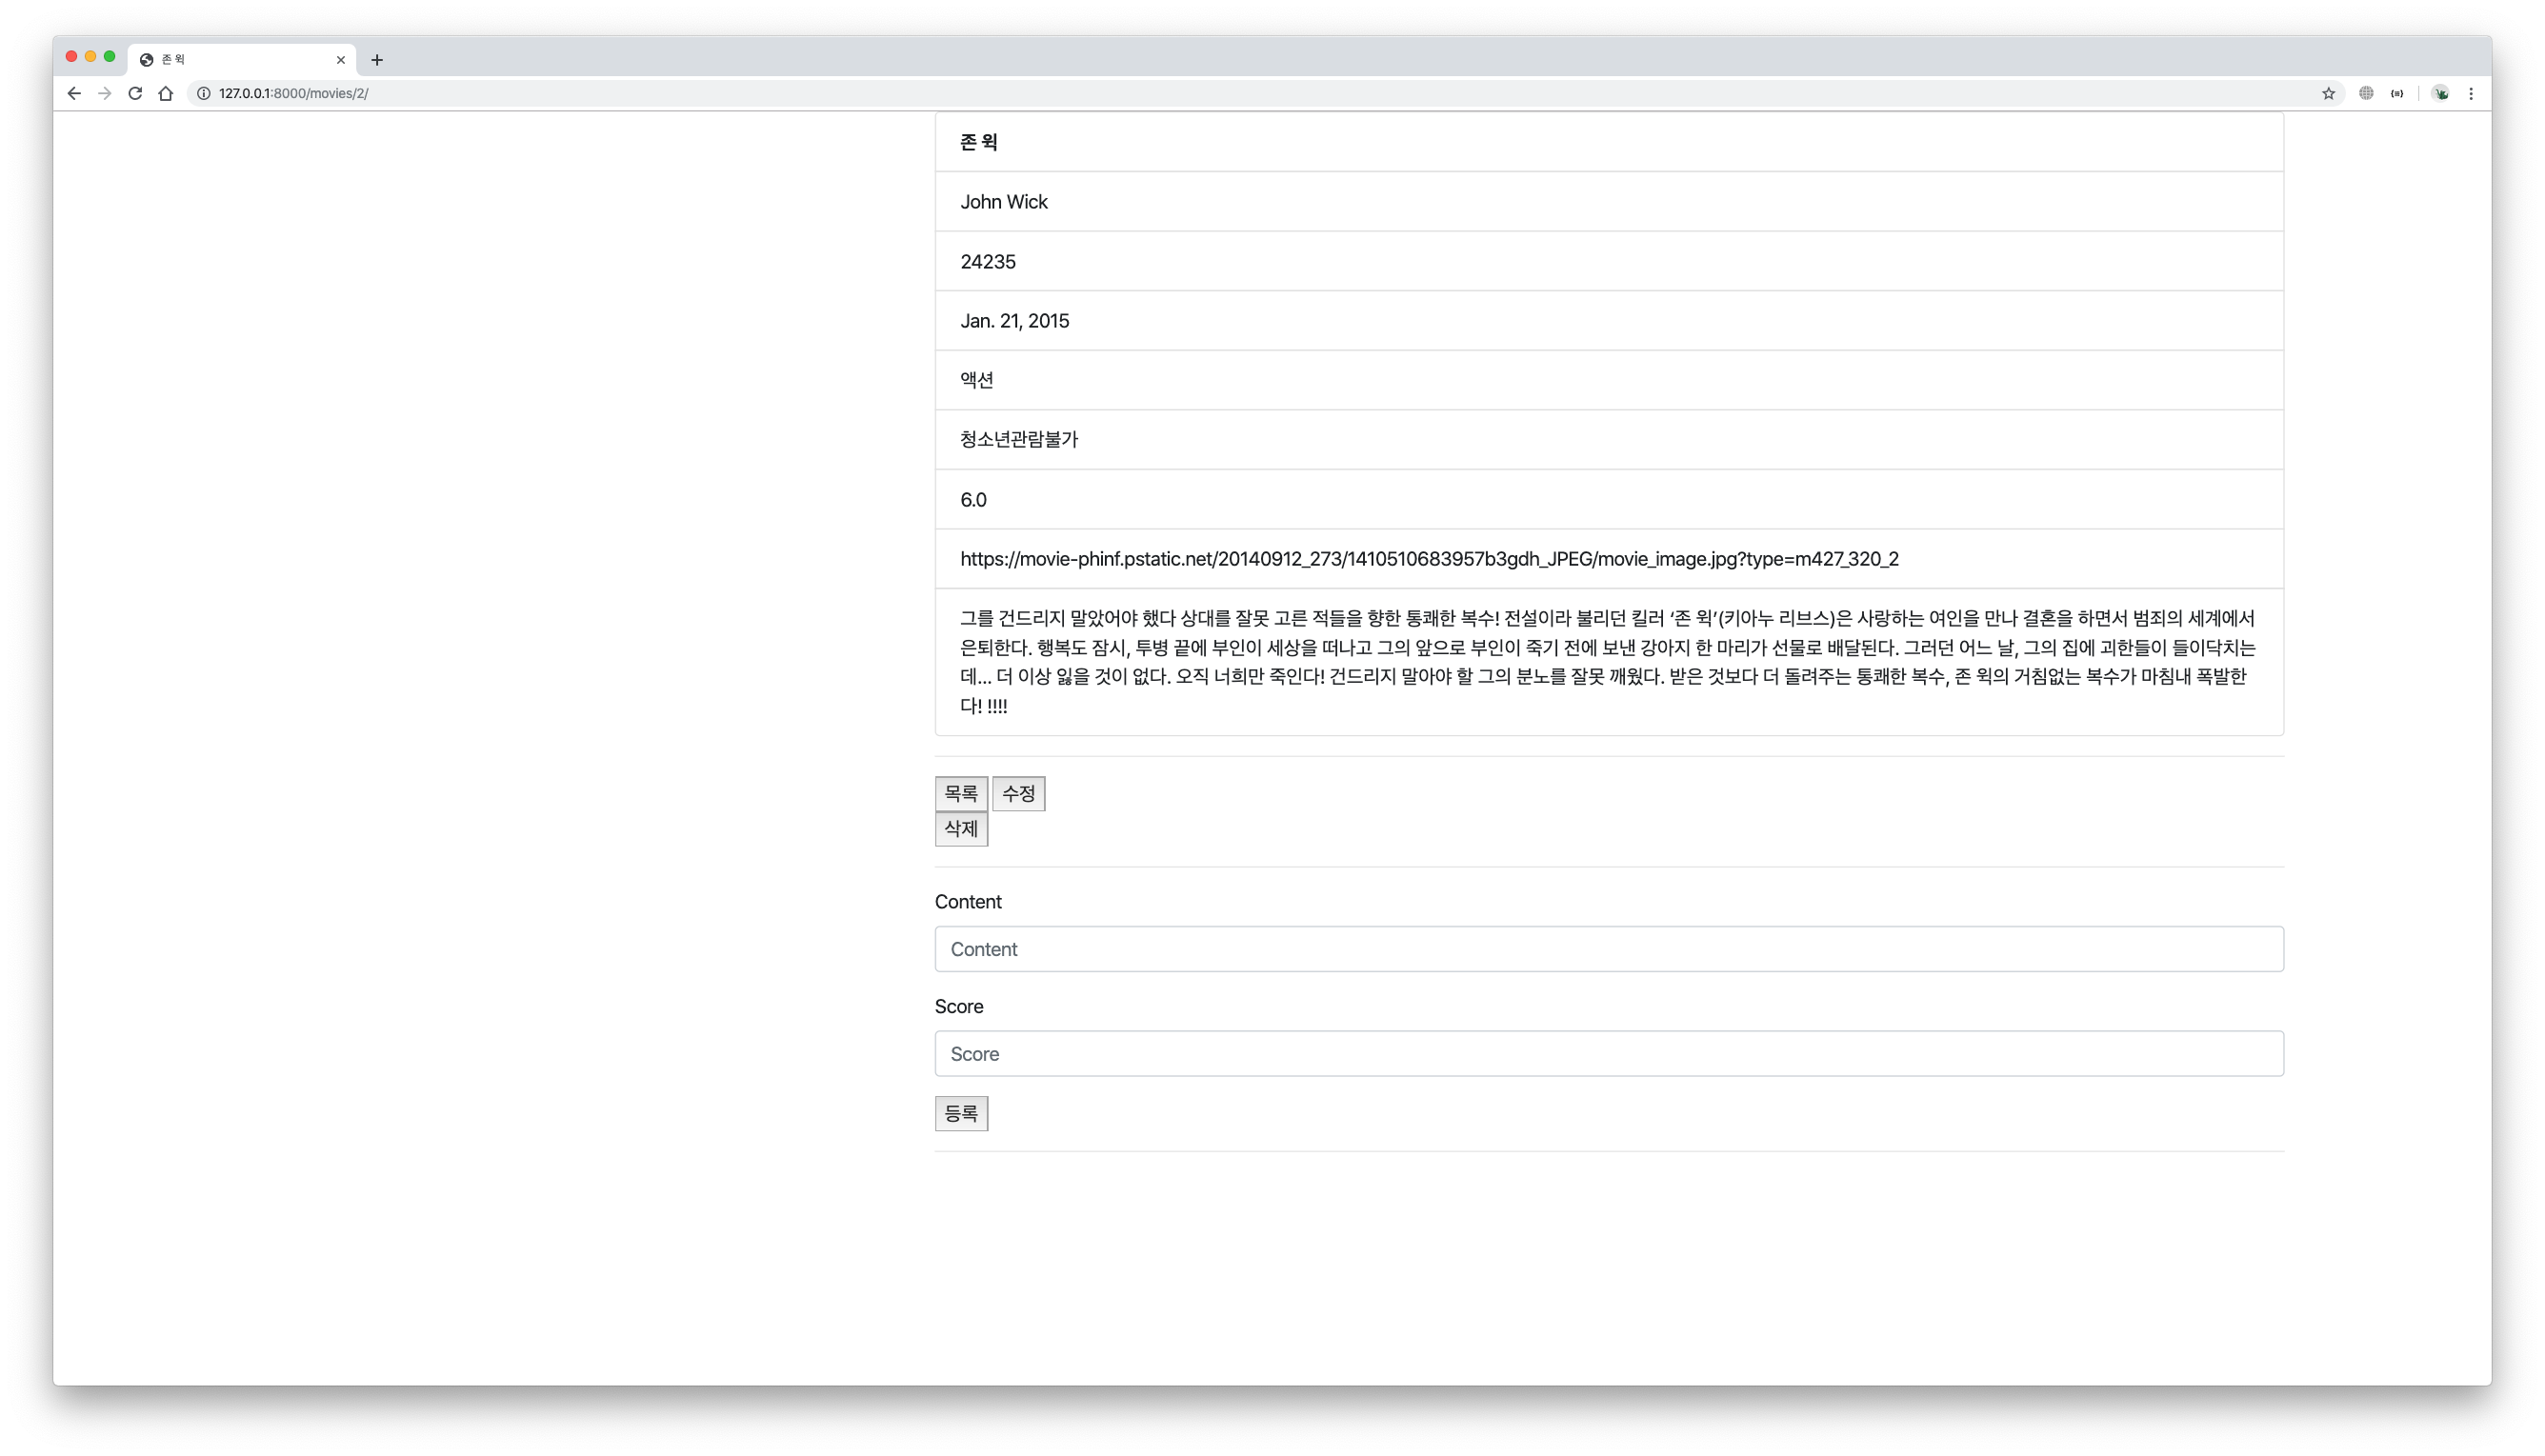 존 윅
127.0.0.1:8000/movies/2/
존 윅
John Wick
24235
Jan. 21, 2015
액션
청소년관람불가
6.0
https://movie-phinf.pstatic.net/20140912_273/1410510683957b3gdh_JPEG/movie_image.jpg?type=m427_320_2
그를 건드리지 말았어야 했다 상대를 잘못 고른 적들을 향한 통쾌한 복수! 전설이라 불리던 킬러 ‘존 윅’(키아누 리브스)은 사랑하는 여인을 만나 결혼을 하면서 범죄의 세계에서
은퇴한다. 행복도 잠시, 투병 끝에 부인이 세상을 떠나고 그의 앞으로 부인이 죽기 전에 보낸 강아지 한 마리가 선물로 배달된다. 그러던 어느 날, 그의 집에 괴한들이 들이닥치는
데... 더 이상 잃을 것이 없다. 오직 너희만 죽인다! 건드리지 말아야 할 그의 분노를 잘못 깨웠다. 받은 것보다 더 돌려주는 통쾌한 복수, 존 윅의 거침없는 복수가 마침내 폭발한
다! !!!!
목록 수정
삭제
Content
Content
Score
Score
등록